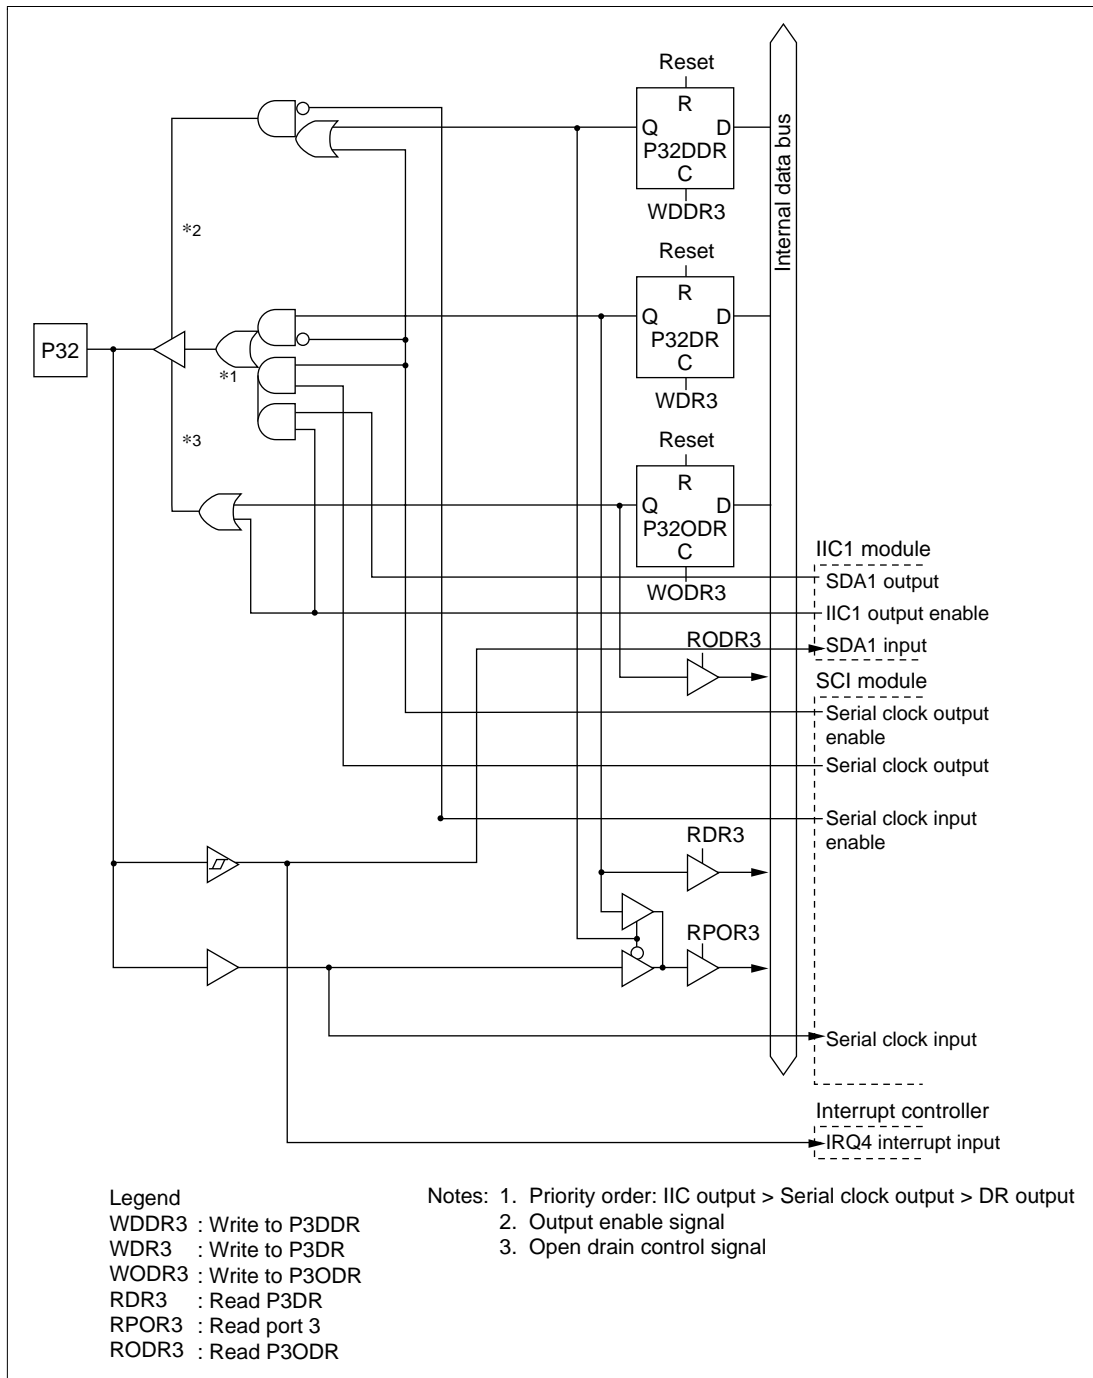 Reset
R
Q D
P32DDR
C
WDDR3
Internal data bus
*2
Reset
R
Q D
P32DR
C
WDR3
P32
*1
*3
Reset
R
Q D
P32ODR
C
WODR3
IIC1 module
SDA1 output
IIC1 output enable
SDA1 input
RODR3
SCI module
Serial clock output
enable
Serial clock output
Serial clock input
enable
RDR3
RPOR3
Serial clock input
Interrupt controller
IRQ4 interrupt input
Legend
WDDR3 : Write to P3DDR
WDR3 : Write to P3DR
WODR3 : Write to P3ODR
RDR3 : Read P3DR
RPOR3 : Read port 3
RODR3 : Read P3ODR
Notes: 1. Priority order: IIC output > Serial clock output > DR output
2. Output enable signal
3. Open drain control signal